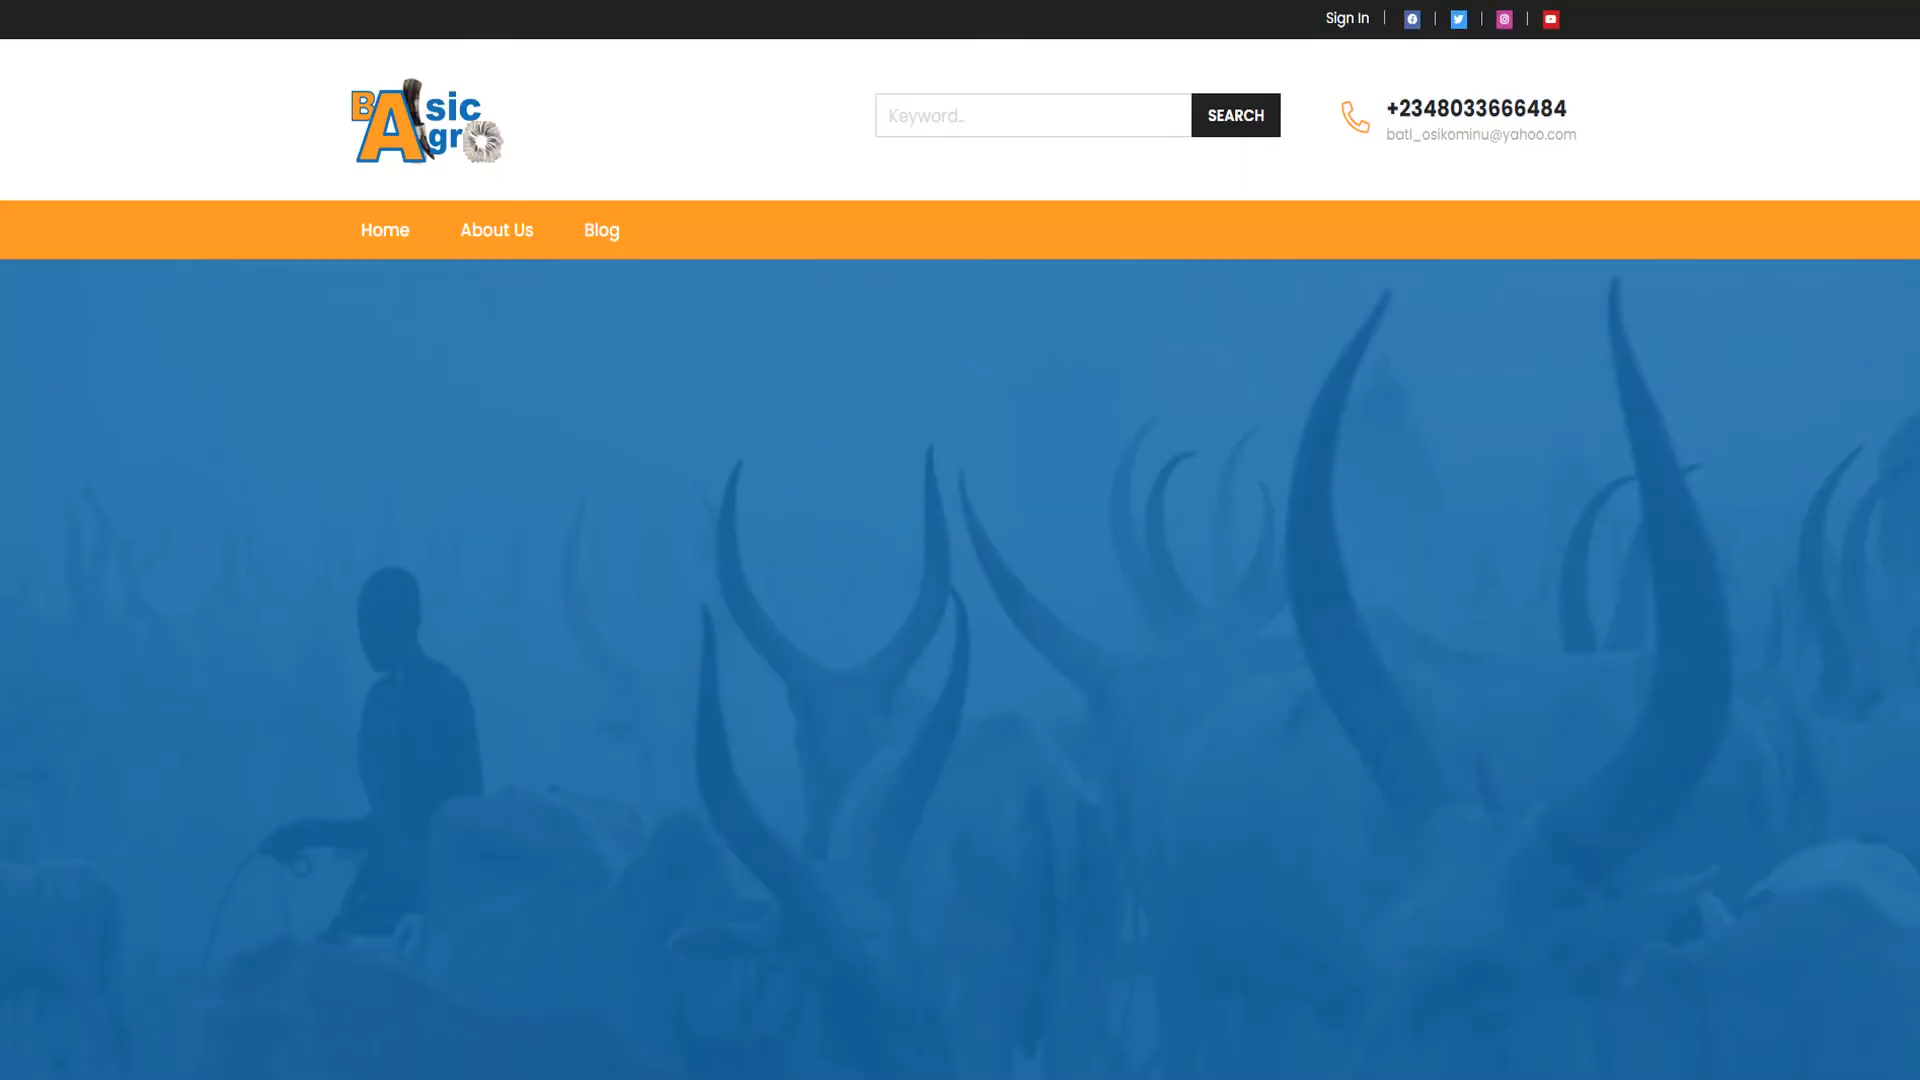 Sign In
BAsic
Agro
Keyword..
SEARCH
+2348033666484
batl_osikominu@yahoo.com
Home
About Us
Blog